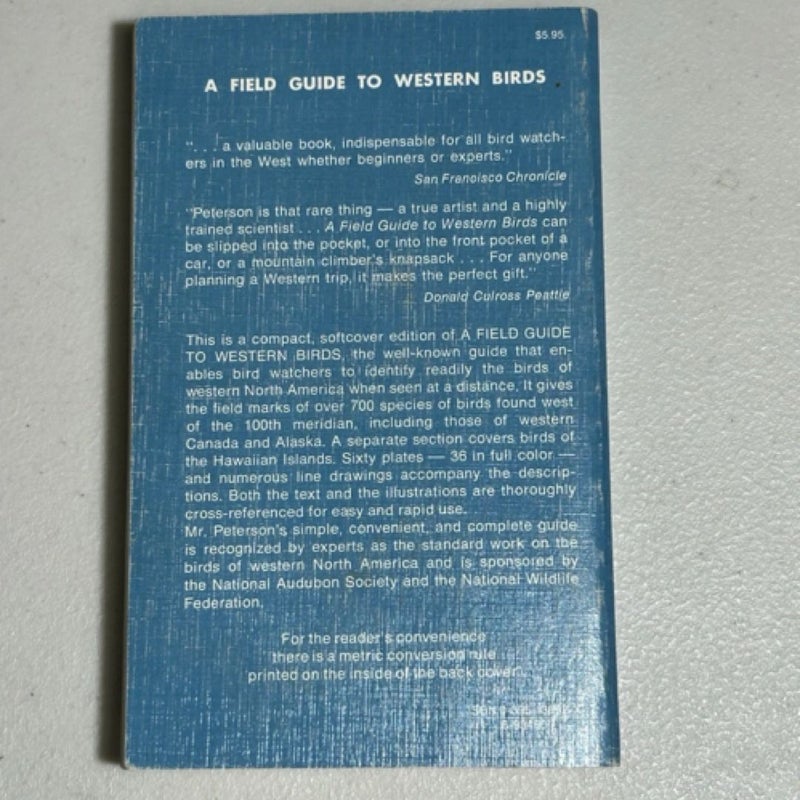 $5.95
A FIELD GUIDE TO WESTERN BIRDS
". . . a valuable book, indispensable for all bird watch-
ers in the West whether beginners or experts."
San Francisco Chronicle
"Peterson is that rare thing — a true artist and a highly
trained scientist . . . A Field Guide to Western Birds can
be slipped into the pocket, or into the front pocket of a
car, or a mountain climber's knapsack . . . For anyone
planning a Western trip, it makes the perfect gift."
Donald Culross Peattie
This is a compact, softcover edition of A FIELD GUIDE
TO WESTERN BIRDS, the well-known guide that en-
ables bird watchers to identify readily the birds of
western North America when seen at a distance. It gives
the field marks of over 700 species of birds found west
of the 100th meridian, including those of western
Canada and Alaska. A separate section covers birds of
the Hawaiian Islands. Sixty plates — 36 in full color —
and numerous line drawings accompany the descrip-
tions. Both the text and the illustrations are thoroughly
cross-referenced for easy and rapid use.
Mr. Peterson's simple, convenient, and complete guide
is recognized by experts as the standard work on the
birds of western North America and is sponsored by
the National Audubon Society and the National Wildlife
Federation.
For the reader's convenience
there is a metric conversion rule
printed on the inside of the back cover.